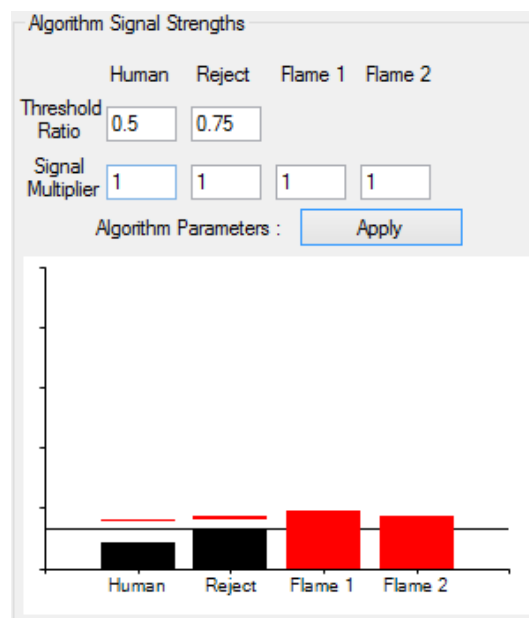 Algorithm Signal Strengths
Human Reject Flame 1 Flame 2
Threshold
Ratio 0.5 0.75
Signal
Multiplier 1 1 1 1
Algorithm Parameters : Apply
Human Reject Flame 1 Flame 2